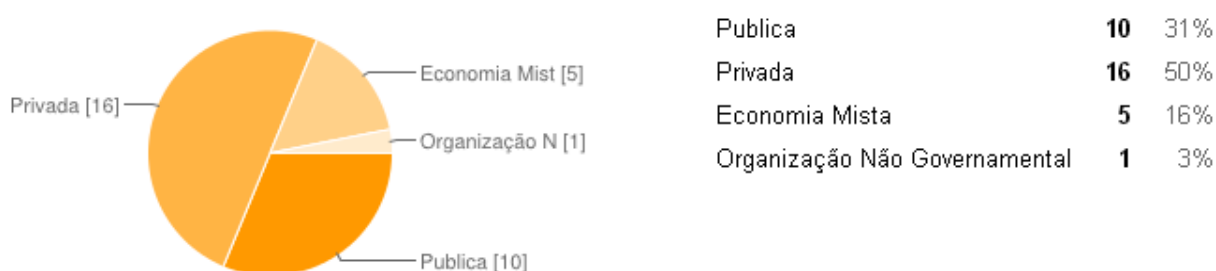 Privada [16]
Economia Mist [5]
Organização N [1]
Publica [10]
Publica 10 31%
Privada 16 50%
Economia Mista 5 16%
Organização Não Governamental 1 3%